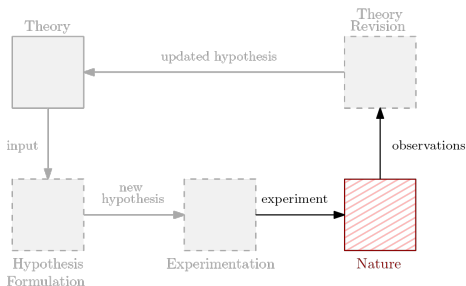 Theory
Theory
Revision
updated hypothesis
input
observations
new
hypothesis
experiment
Hypothesis
Formulation
Experimentation
Nature